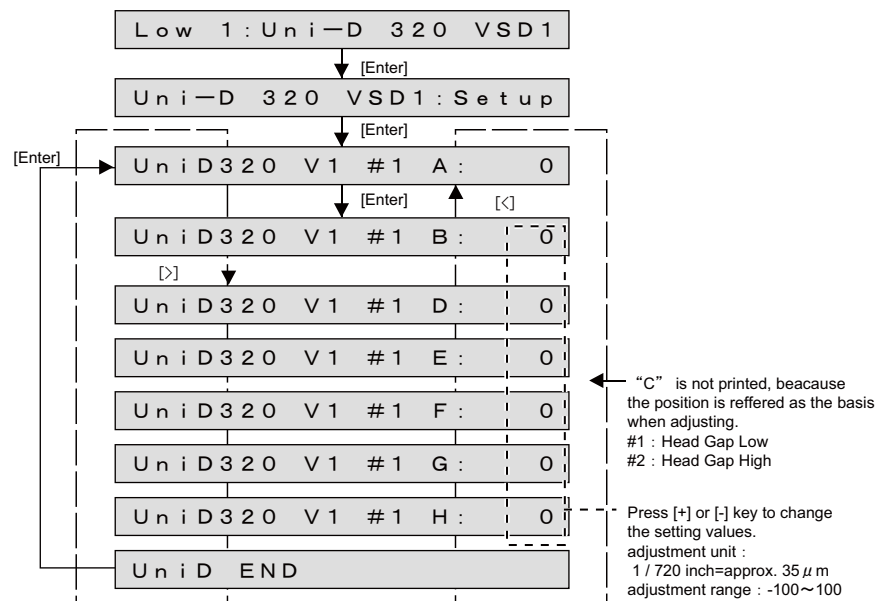 Low 1:Uni－D 320 VSD1
[Enter]
Uni－D 320 VSD1:Setup
[Enter]
[Enter]
UniD320 V1 #1 A: 0
[Enter]
[<]
UniD320 V1 #1 B: 0
[>]
UniD320 V1 #1 D: 0
UniD320 V1 #1 E: 0
UniD320 V1 #1 F: 0
UniD320 V1 #1 G: 0
UniD320 V1 #1 H: 0
UniD END
“C” is not printed, beacause
the position is reffered as the basis
when adjusting.
#1 : Head Gap Low
#2 : Head Gap High
Press [+] or [-] key to change
the setting values.
adjustment unit :
1 / 720 inch=approx. 35 μ m
adjustment range : -100～100